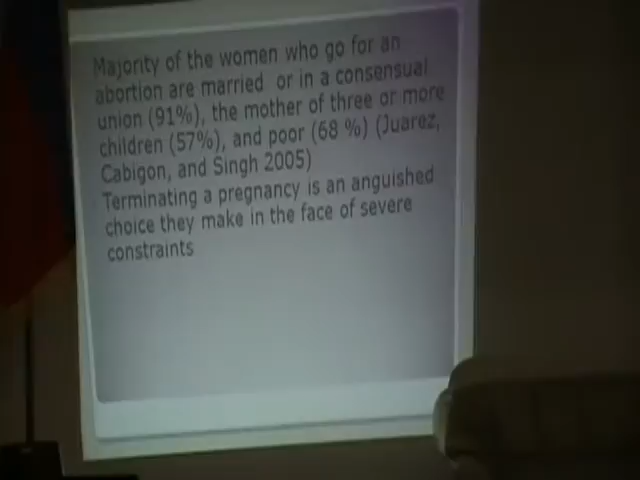 Majority of the women who go for an
abortion are married or in a consensual
union (91%), the mother of three or more
children (57%), and poor (68 %) (Juarez,
Cabigon, and Singh 2005)
Terminating a pregnancy is an anguished
choice they make in the face of severe
constraints